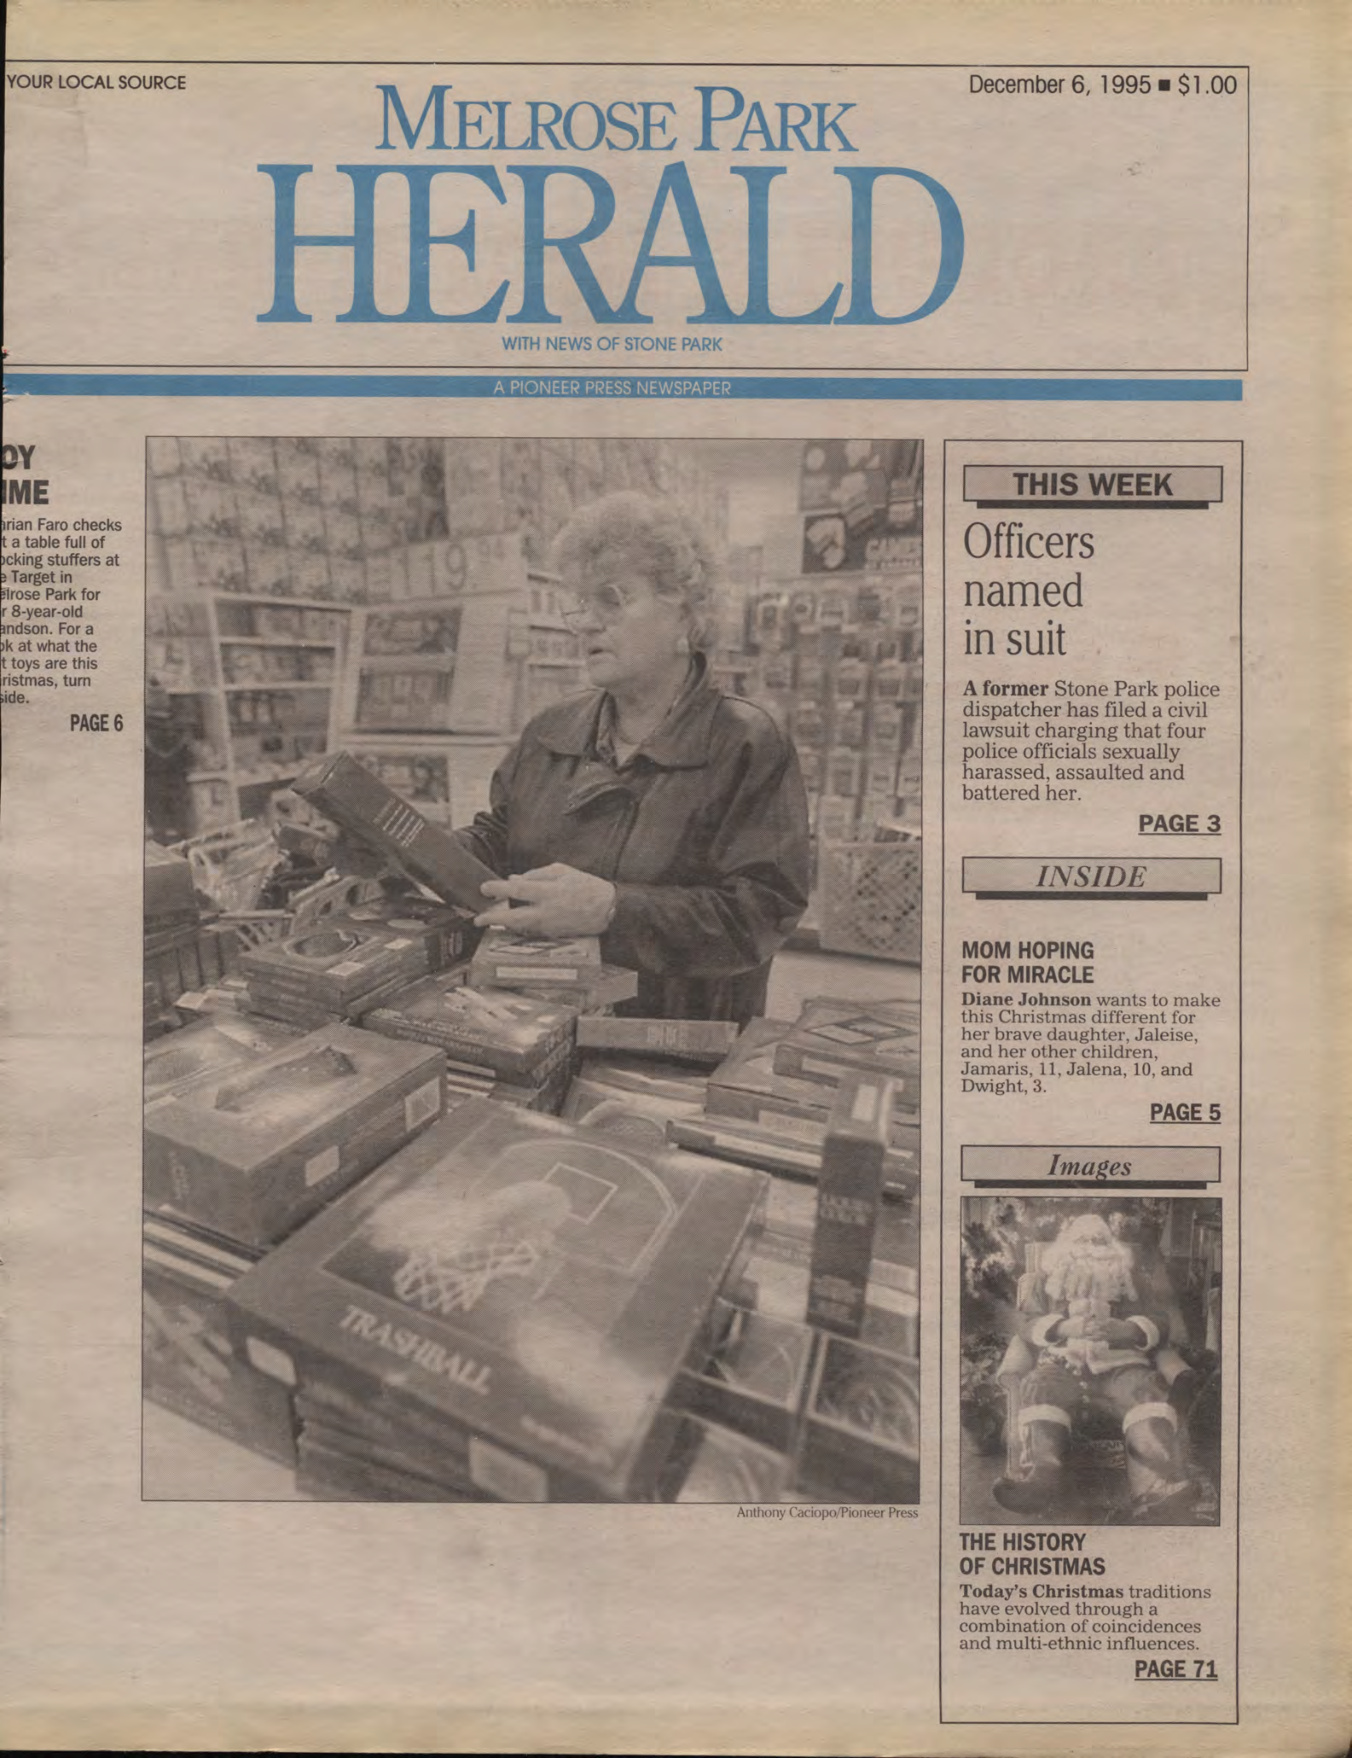 YOUR LOCAL SOURCE
December 6, 1995 ■ $1.00
MELROSE PARK
HERALD
WITH NEWS OF STONE PARK
A PIONEER PRESS NEWSPAPER
OY
IME
arian Faro checks
t a table full of
ocking stuffers at
e Target in
elrose Park for
r 8-year-old
andson. For a
ok at what the
t toys are this
ristmas, turn
side.
PAGE 6
119
GAMES
TRASHBALL
Anthony Caciopo/Pioneer Press
THIS WEEK
Officers
named
in suit
A former Stone Park police
dispatcher has filed a civil
lawsuit charging that four
police officials sexually
harassed, assaulted and
battered her.
PAGE 3
INSIDE
MOM HOPING
FOR MIRACLE
Diane Johnson wants to make
this Christmas different for
her brave daughter, Jaleise,
and her other children,
Jamaris, 11, Jalena, 10, and
Dwight, 3.
PAGE 5
Images
THE HISTORY
OF CHRISTMAS
Today's Christmas traditions
have evolved through a
combination of coincidences
and multi-ethnic influences.
PAGE 71